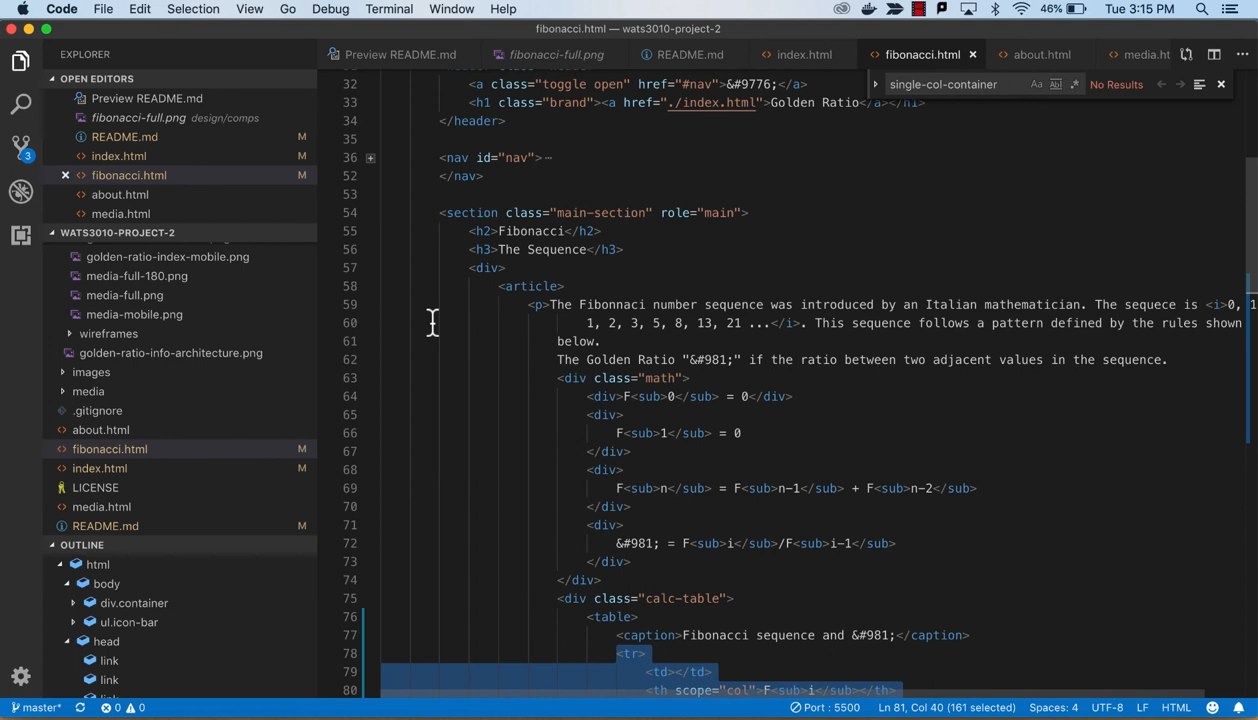 Code File Edit Selection View Go Debug Terminal Window Help 46% Tue 3:15 PM
fibonacci.html — wats3010-project-2
EXPLORER
OPEN EDITORS
Preview README.md
fibonacci-full.png design/comps
README.md M
index.html M
fibonacci.html M
about.html
media.html
WATS3010-PROJECT-2
golden-ratio-index-mobile.png
media-full-180.png
media-full.png
media-mobile.png
wireframes
golden-ratio-info-architecture.png
images
media
.gitignore
about.html
fibonacci.html M
index.html M
LICENSE
media.html
README.md M
OUTLINE
html
body
div.container
ul.icon-bar
head
link
link
3
Preview README.md fibonacci-full.png README.md index.html fibonacci.html about.html media.ht
single-col-container Aa Abl No Results
32 <a class="toggle open" href="#nav">&#9776;</a>
33 <h1 class="brand"><a href="./index.html">Golden Ratio</a></h1>
34 </header>
35
36 <nav id="nav">
52 </nav>
53
54 <section class="main-section" role="main">
55 <h2>Fibonacci</h2>
56 <h3>The Sequence</h3>
57 <div>
58 <article>
59 <p>The Fibonnaci number sequence was introduced by an Italian mathematician. The sequece is <i>0, 1
60 1, 2, 3, 5, 8, 13, 21 ...</i>. This sequence follows a pattern defined by the rules shown
61 below.
62 The Golden Ratio "&#981;" if the ratio between two adjacent values in the sequence.
63 <div class="math">
64 <div>F<sub>0</sub> = 0</div>
65 <div>
66 F<sub>1</sub> = 0
67 </div>
68 <div>
69 F<sub>n</sub> = F<sub>n-1</sub> + F<sub>n-2</sub>
70 </div>
71 <div>
72 &#981; = F<sub>i</sub>/F<sub>i-1</sub>
73 </div>
74 </div>
75 <div class="calc-table">
76 <table>
77 <caption>Fibonacci sequence and &#981;</caption>
78 <tr>
79 <td></td>
80 <th scope="col">F<sub>i</sub></th>
master* 0 0 Port : 5500 Ln 81, Col 40 (161 selected) Spaces: 4 UTF-8 LF HTML